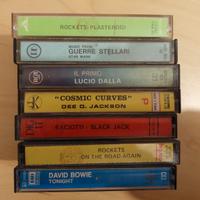 ROCKETS-PLASTEROID
MUSIC FROM
GUERRE STELLARI
STAR WARS
IL PRIMO
LUCIO DALLA
"COSMIC CURVES"
DEE D. JACKSON
BACIOTTI - BLACK JACK
ROCKETS
ON THE ROAD AGAIN
DAVID BOWIE
TONIGHT